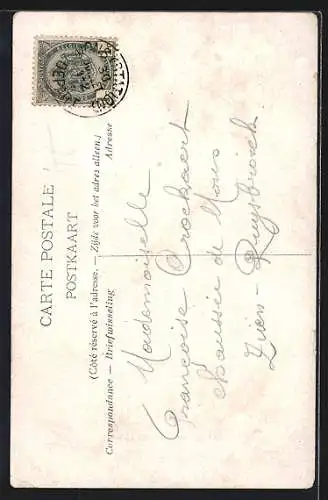 CARTE POSTALE
POSTKAART
(Côté réservé à l'adresse. — Zijde voor het adres alleen.)
Correspondance — Briefwisseling
Adresse
Mademoiselle
Françoise Crockaert
Chaussée de Mons
Zuen - Ruysbroeck